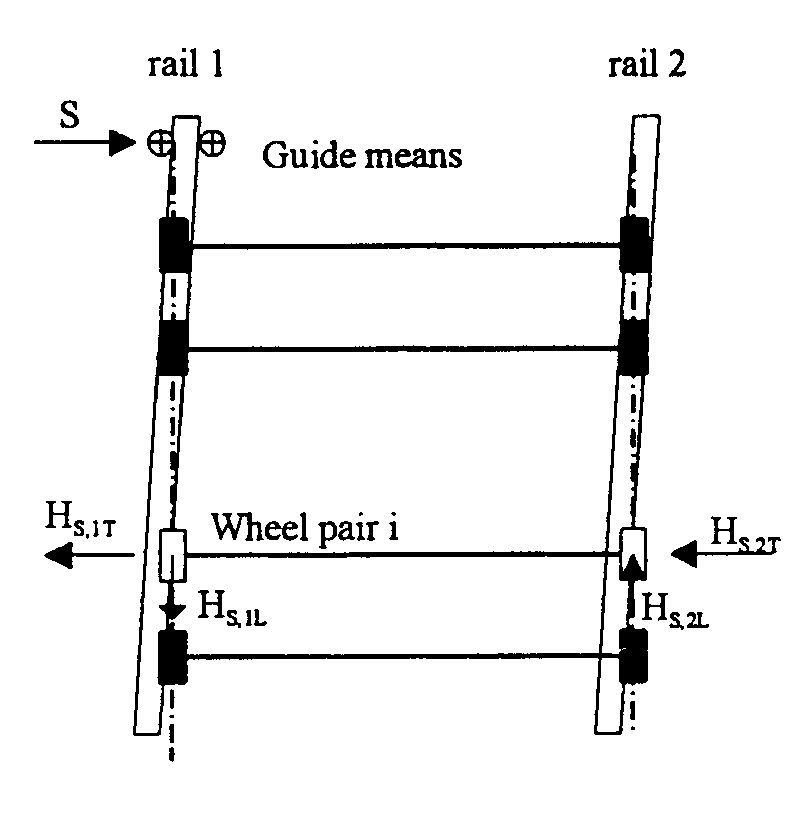 rail 1
rail 2
S
Guide means
H_{S,1T}
Wheel pair i
H_{S,2T}
H_{S,1L}
H_{S,2L}